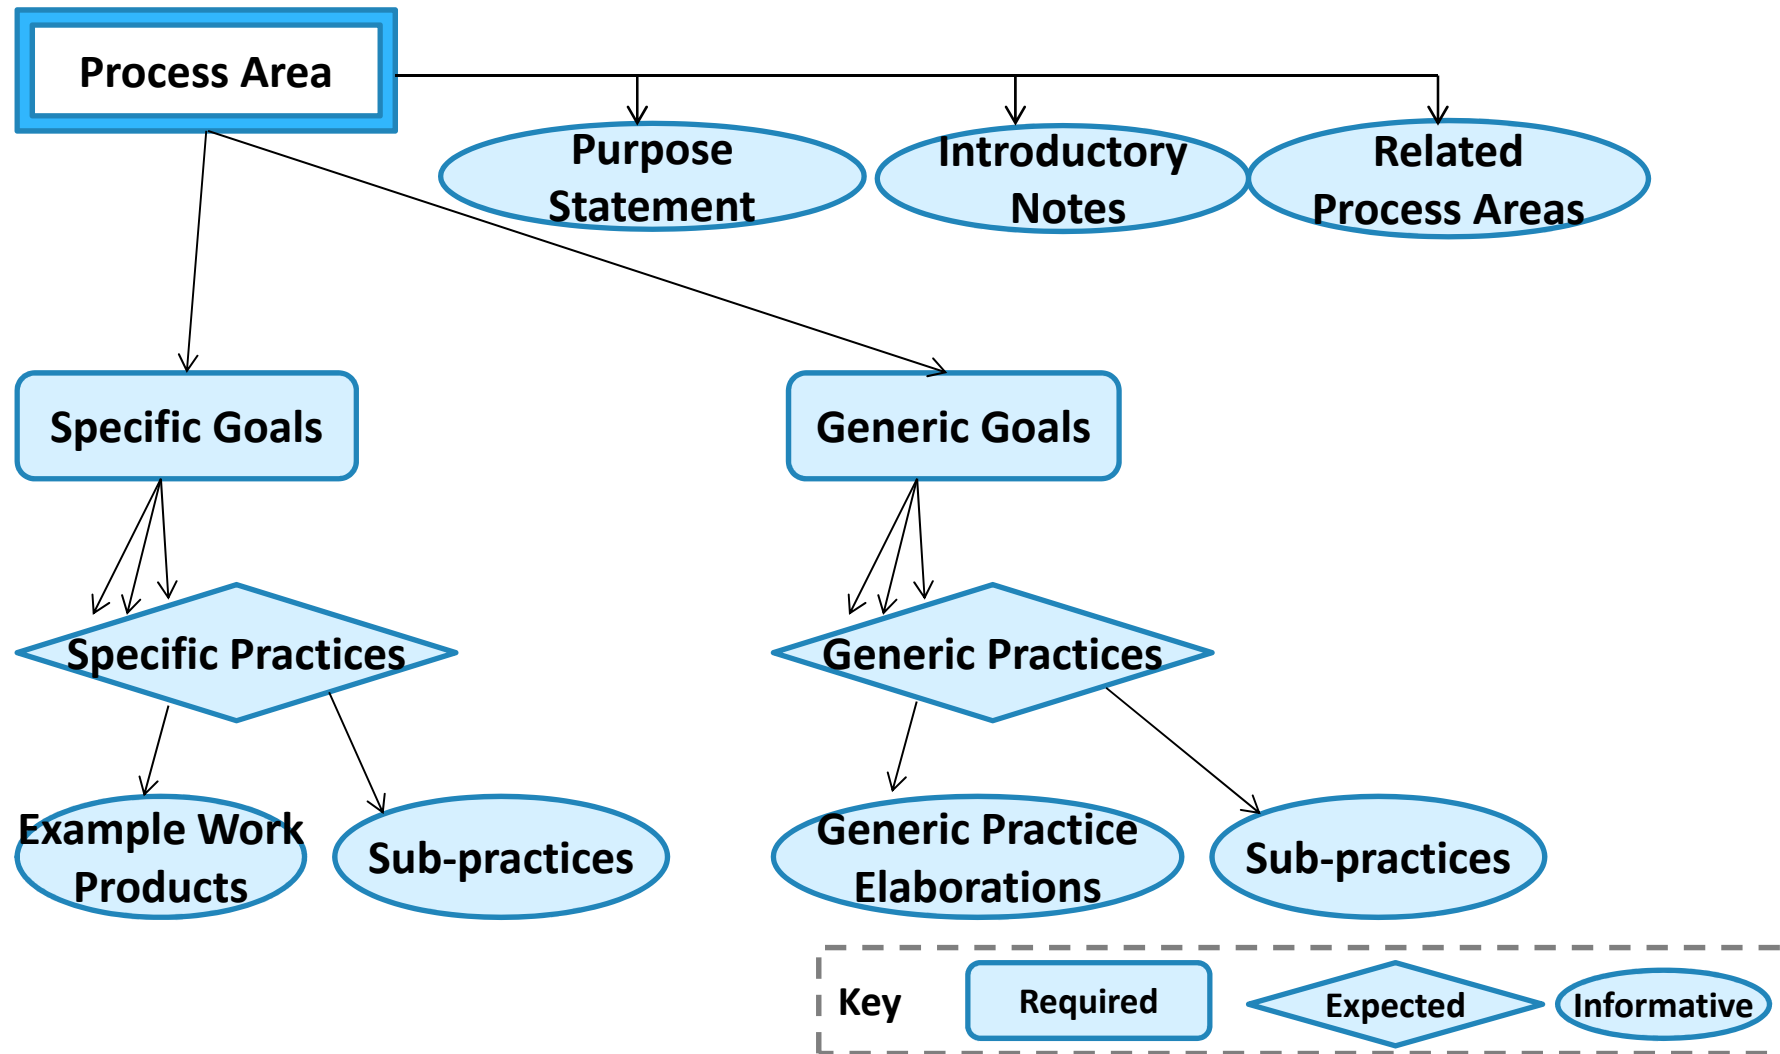 Process Area
Purpose
Statement
Introductory
Notes
Related
Process Areas
Specific Goals
Generic Goals
Specific Practices
Generic Practices
Example Work
Products
Sub-practices
Generic Practice
Elaborations
Sub-practices
Key
Required
Expected
Informative